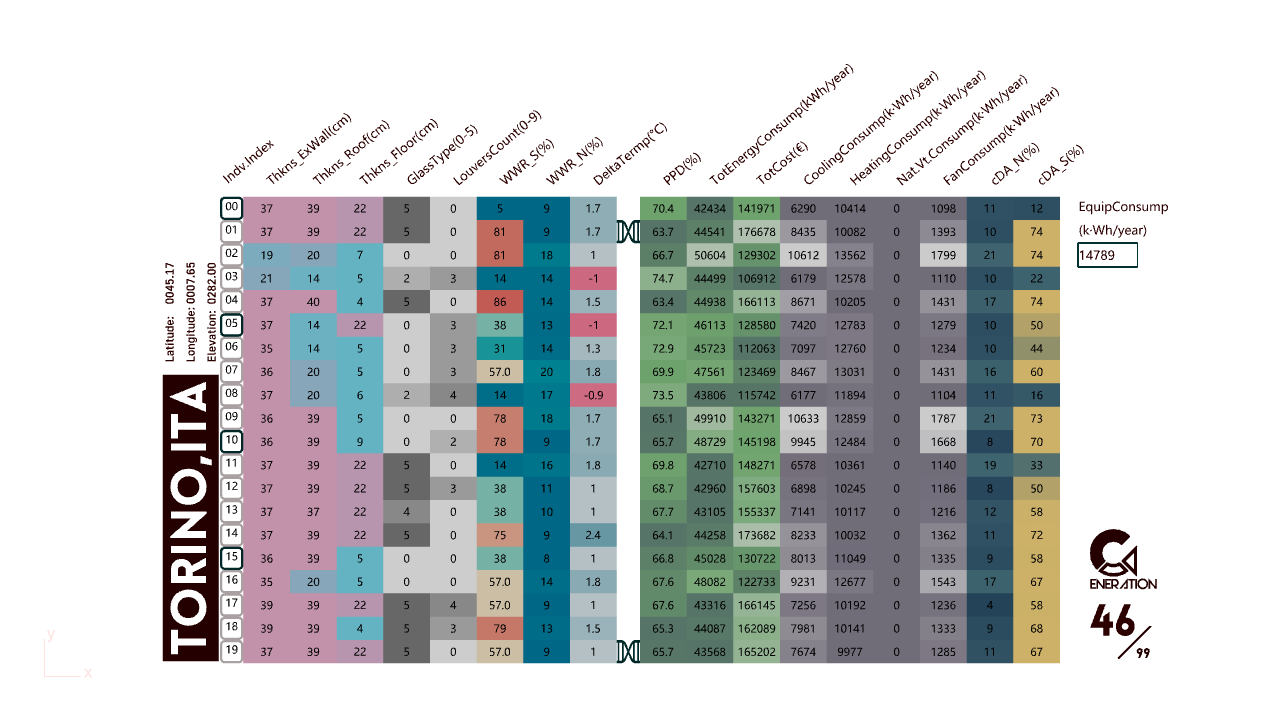 Indv.Index Thkns_ExWall(cm) Thkns_Roof(cm) Thkns_Floor(cm) GlassType(0-5) LouversCount(0-9) WWR_S(%) WWR_N(%) DeltaTermp(°C) PPD(%) TotEnergyConsump(kWh/year) TotCost(€) CoolingConsump(k·Wh/year) HeatingConsump(k·Wh/year) Nat.Vt.Consump(k·Wh/year) FanConsump(k·Wh/year) cDA_N(%) cDA_S(%)
00 37 39 22 5 0 5 9 1.7 70.4 42434 141971 6290 10414 0 1098 11 12
01 37 39 22 5 0 81 9 1.7 63.7 44541 176678 8435 10082 0 1393 10 74
02 19 20 7 0 0 81 18 1 66.7 50604 129302 10612 13562 0 1799 21 74
03 21 14 5 2 3 14 14 -1 74.7 44499 106912 6179 12578 0 1110 10 22
04 37 40 4 5 0 86 14 1.5 63.4 44938 166113 8671 10205 0 1431 17 74
05 37 14 22 0 3 38 13 -1 72.1 46113 128580 7420 12783 0 1279 10 50
06 35 14 5 0 3 31 14 1.3 72.9 45723 112063 7097 12760 0 1234 10 44
07 36 20 5 0 3 57.0 20 1.8 69.9 47561 123469 8467 13031 0 1431 16 60
08 37 20 6 2 4 14 17 -0.9 73.5 43806 115742 6177 11894 0 1104 11 16
09 36 39 5 0 0 78 18 1.7 65.1 49910 143271 10633 12859 0 1787 21 73
10 36 39 9 0 2 78 9 1.7 65.7 48729 145198 9945 12484 0 1668 8 70
11 37 39 22 5 0 14 16 1.8 69.8 42710 148271 6578 10361 0 1140 19 33
12 37 39 22 5 3 38 11 1 68.7 42960 157603 6898 10245 0 1186 8 50
13 37 37 22 4 0 38 10 1 67.7 43105 155337 7141 10117 0 1216 12 58
14 37 39 22 5 0 75 9 2.4 64.1 44258 173682 8233 10032 0 1362 11 72
15 36 39 5 0 0 38 8 1 66.8 45028 130722 8013 11049 0 1335 9 58
16 35 20 5 0 0 57.0 14 1.8 67.6 48082 122733 9231 12677 0 1543 17 67
17 39 39 22 5 4 57.0 9 1 67.6 43316 166145 7256 10192 0 1236 4 58
18 39 39 4 5 3 79 13 1.5 65.3 44087 162089 7981 10141 0 1333 9 68
19 37 39 22 5 0 57.0 9 1 65.7 43568 165202 7674 9977 0 1285 11 67
EquipConsump
(k·Wh/year)
14789
Latitude: 0045.17
Longitude: 0007.65
Elevation: 0282.00
TORINO,ITA
ENERATION
46/99
y
x